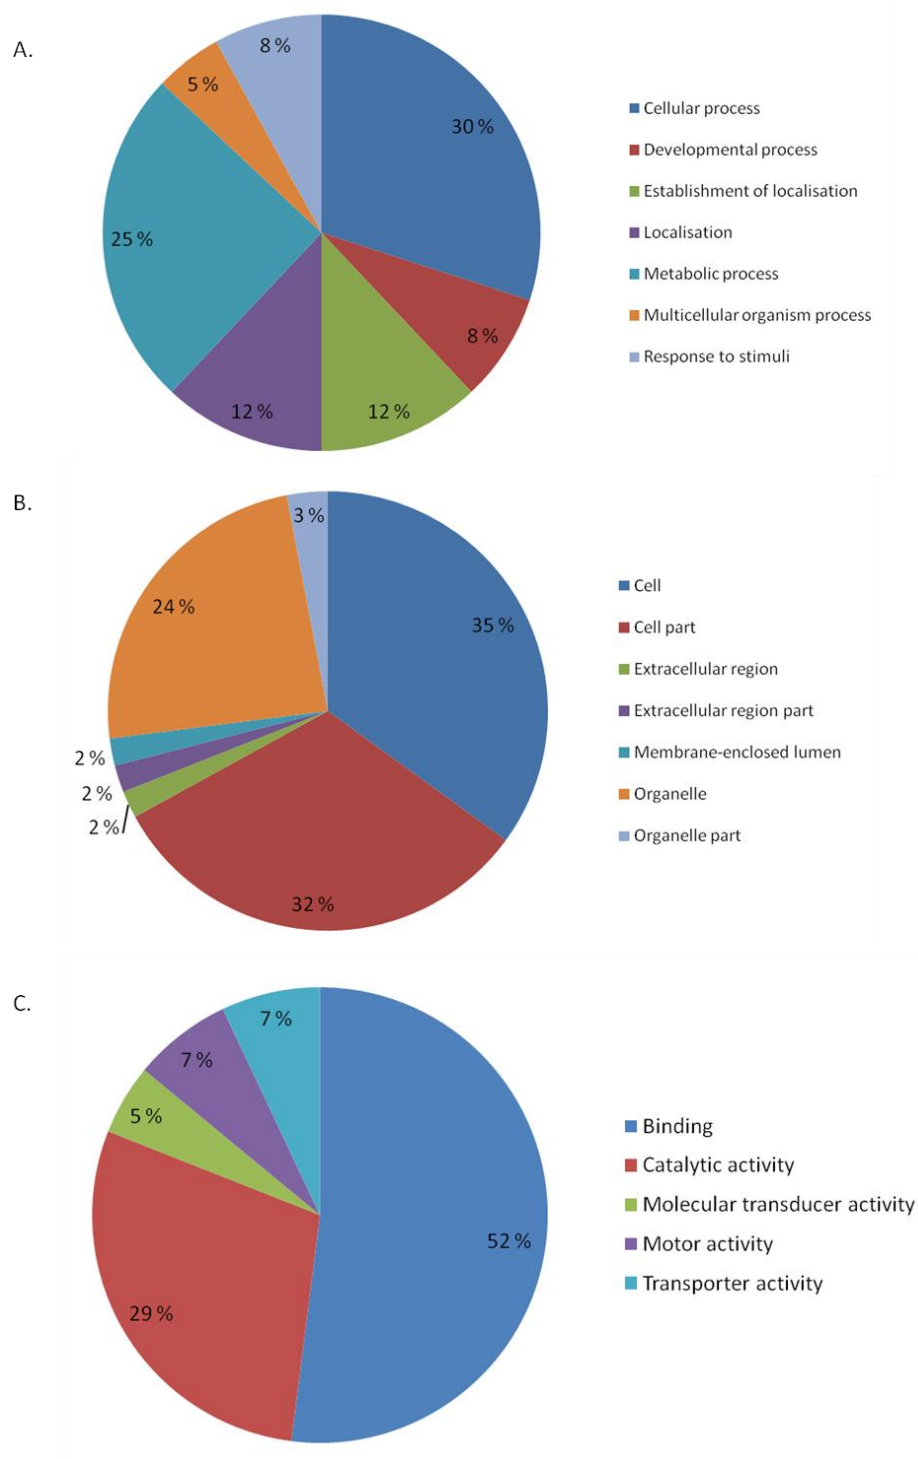 A.
8 %
5 %
30 %
25 %
8 %
12 %
12 %
Cellular process
Developmental process
Establishment of localisation
Localisation
Metabolic process
Multicellular organism process
Response to stimuli
B.
3 %
24 %
35 %
2 %
2 %
2 %
32 %
Cell
Cell part
Extracellular region
Extracellular region part
Membrane-enclosed lumen
Organelle
Organelle part
C.
7 %
7 %
5 %
52 %
29 %
Binding
Catalytic activity
Molecular transducer activity
Motor activity
Transporter activity